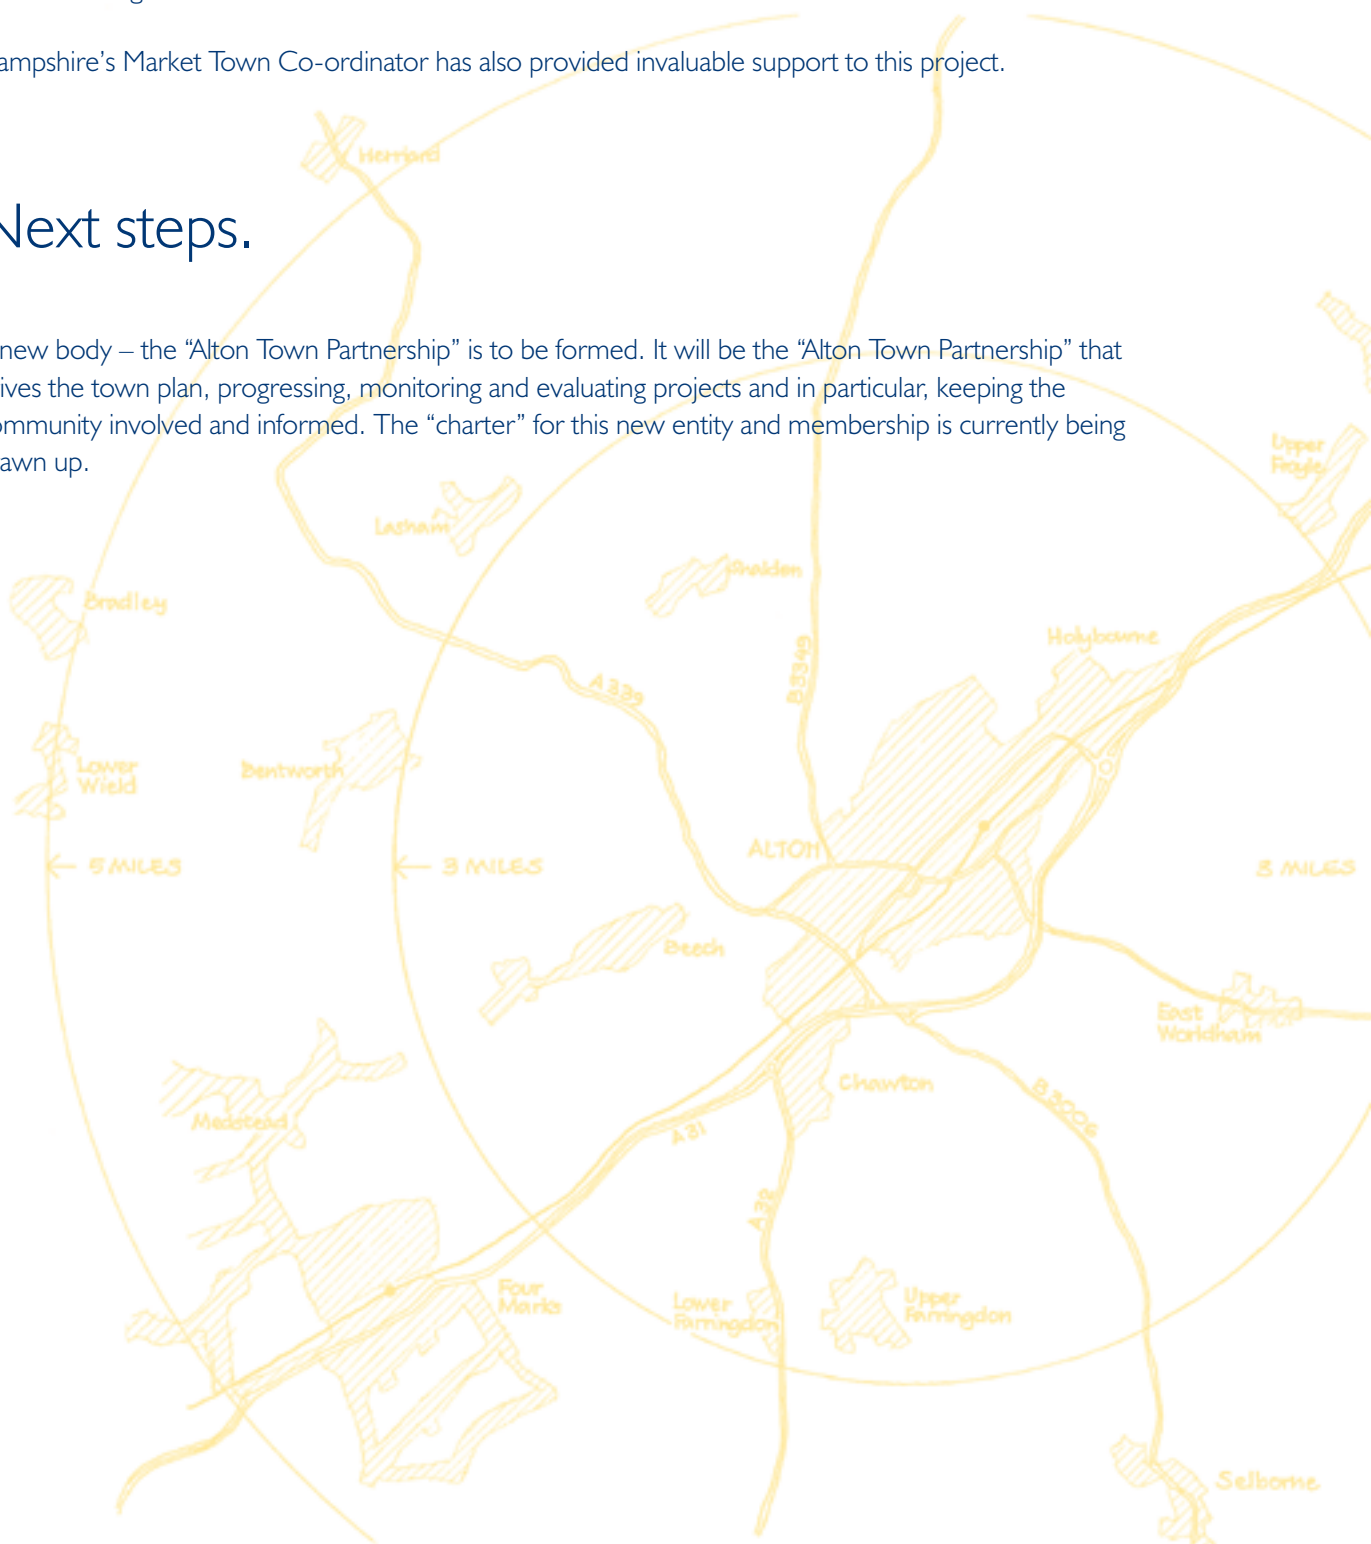 ampshire's Market Town Co-ordinator has also provided invaluable support to this project.
Herriard
Next steps.
new body – the “Alton Town Partnership” is to be formed. It will be the “Alton Town Partnership” that
ives the town plan, progressing, monitoring and evaluating projects and in particular, keeping the
ommunity involved and informed. The “charter” for this new entity and membership is currently being
awn up.
Upper
Froyle
Lasham
Shalden
Bradley
Holybourne
B3349
A339
Lower
Wield
Bentworth
ALTON
5 MILES
3 MILES
3 MILES
Beech
East
Worldham
Chawton
B3006
Medstead
A31
A32
Four
Marks
Lower
Farringdon
Upper
Farringdon
Selborne